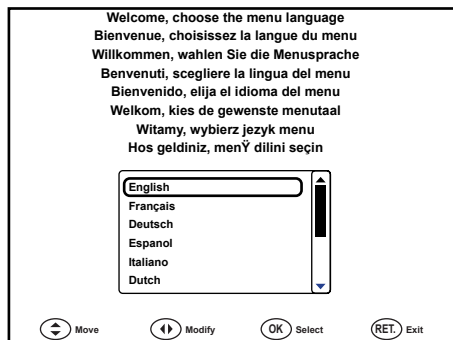 Welcome, choose the menu language
Bienvenue, choisissez la langue du menu
Willkommen, wahlen Sie die Menusprache
Benvenuti, scegliere la lingua del menu
Bienvenido, elija el idioma del menu
Welkom, kies de gewenste menutaal
Witamy, wybierz jezyk menu
Hos geldiniz, menŸ dilini seçin
English
Français
Deutsch
Espanol
Italiano
Dutch
Move Modify OK Select RET. Exit